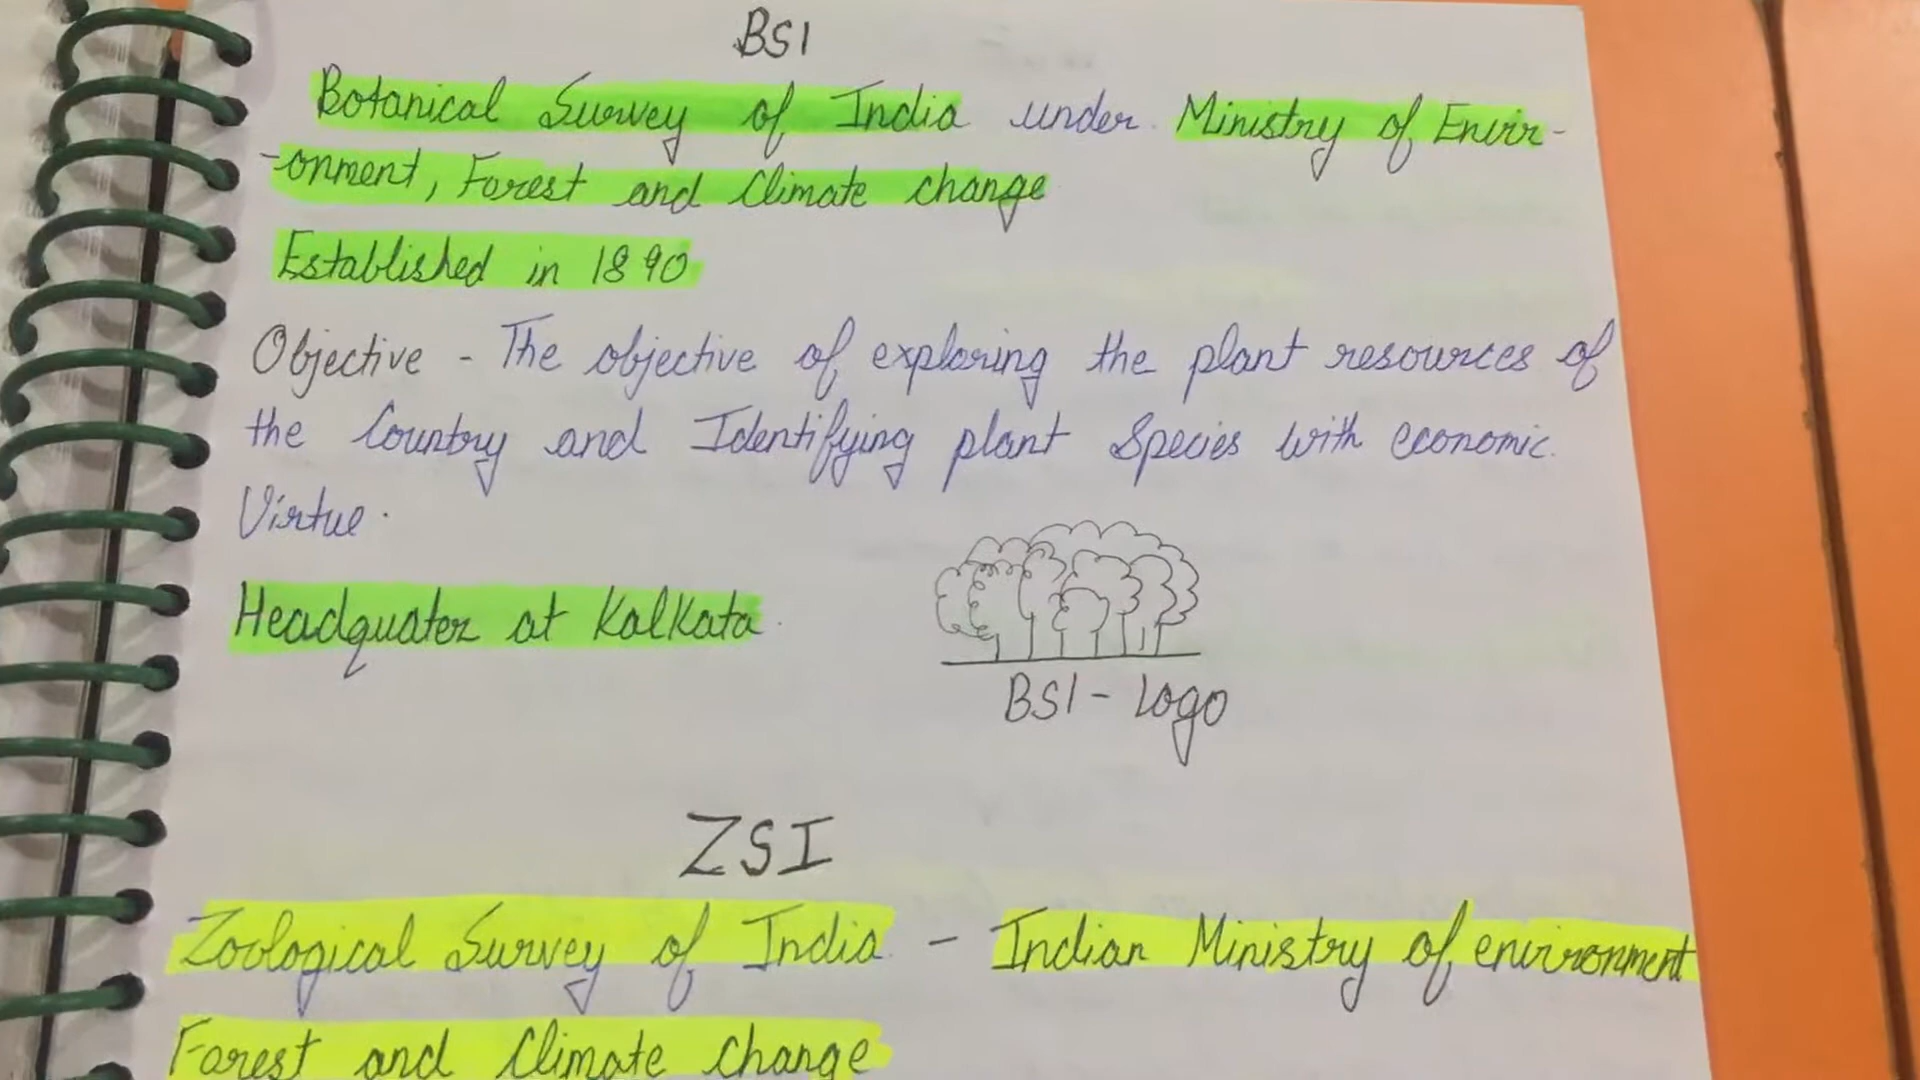 BSI
Botanical Survey of India under Ministry of Envir-
-onment, Forest and Climate change
Established in 1890
Objective - The objective of exploring the plant resources of
the Country and Identifying plant Species with economic.
Virtue.
Headquater at Kalkata.
BSI - Logo
ZSI
Zoological Survey of India - Indian Ministry of environment
Forest and Climate change